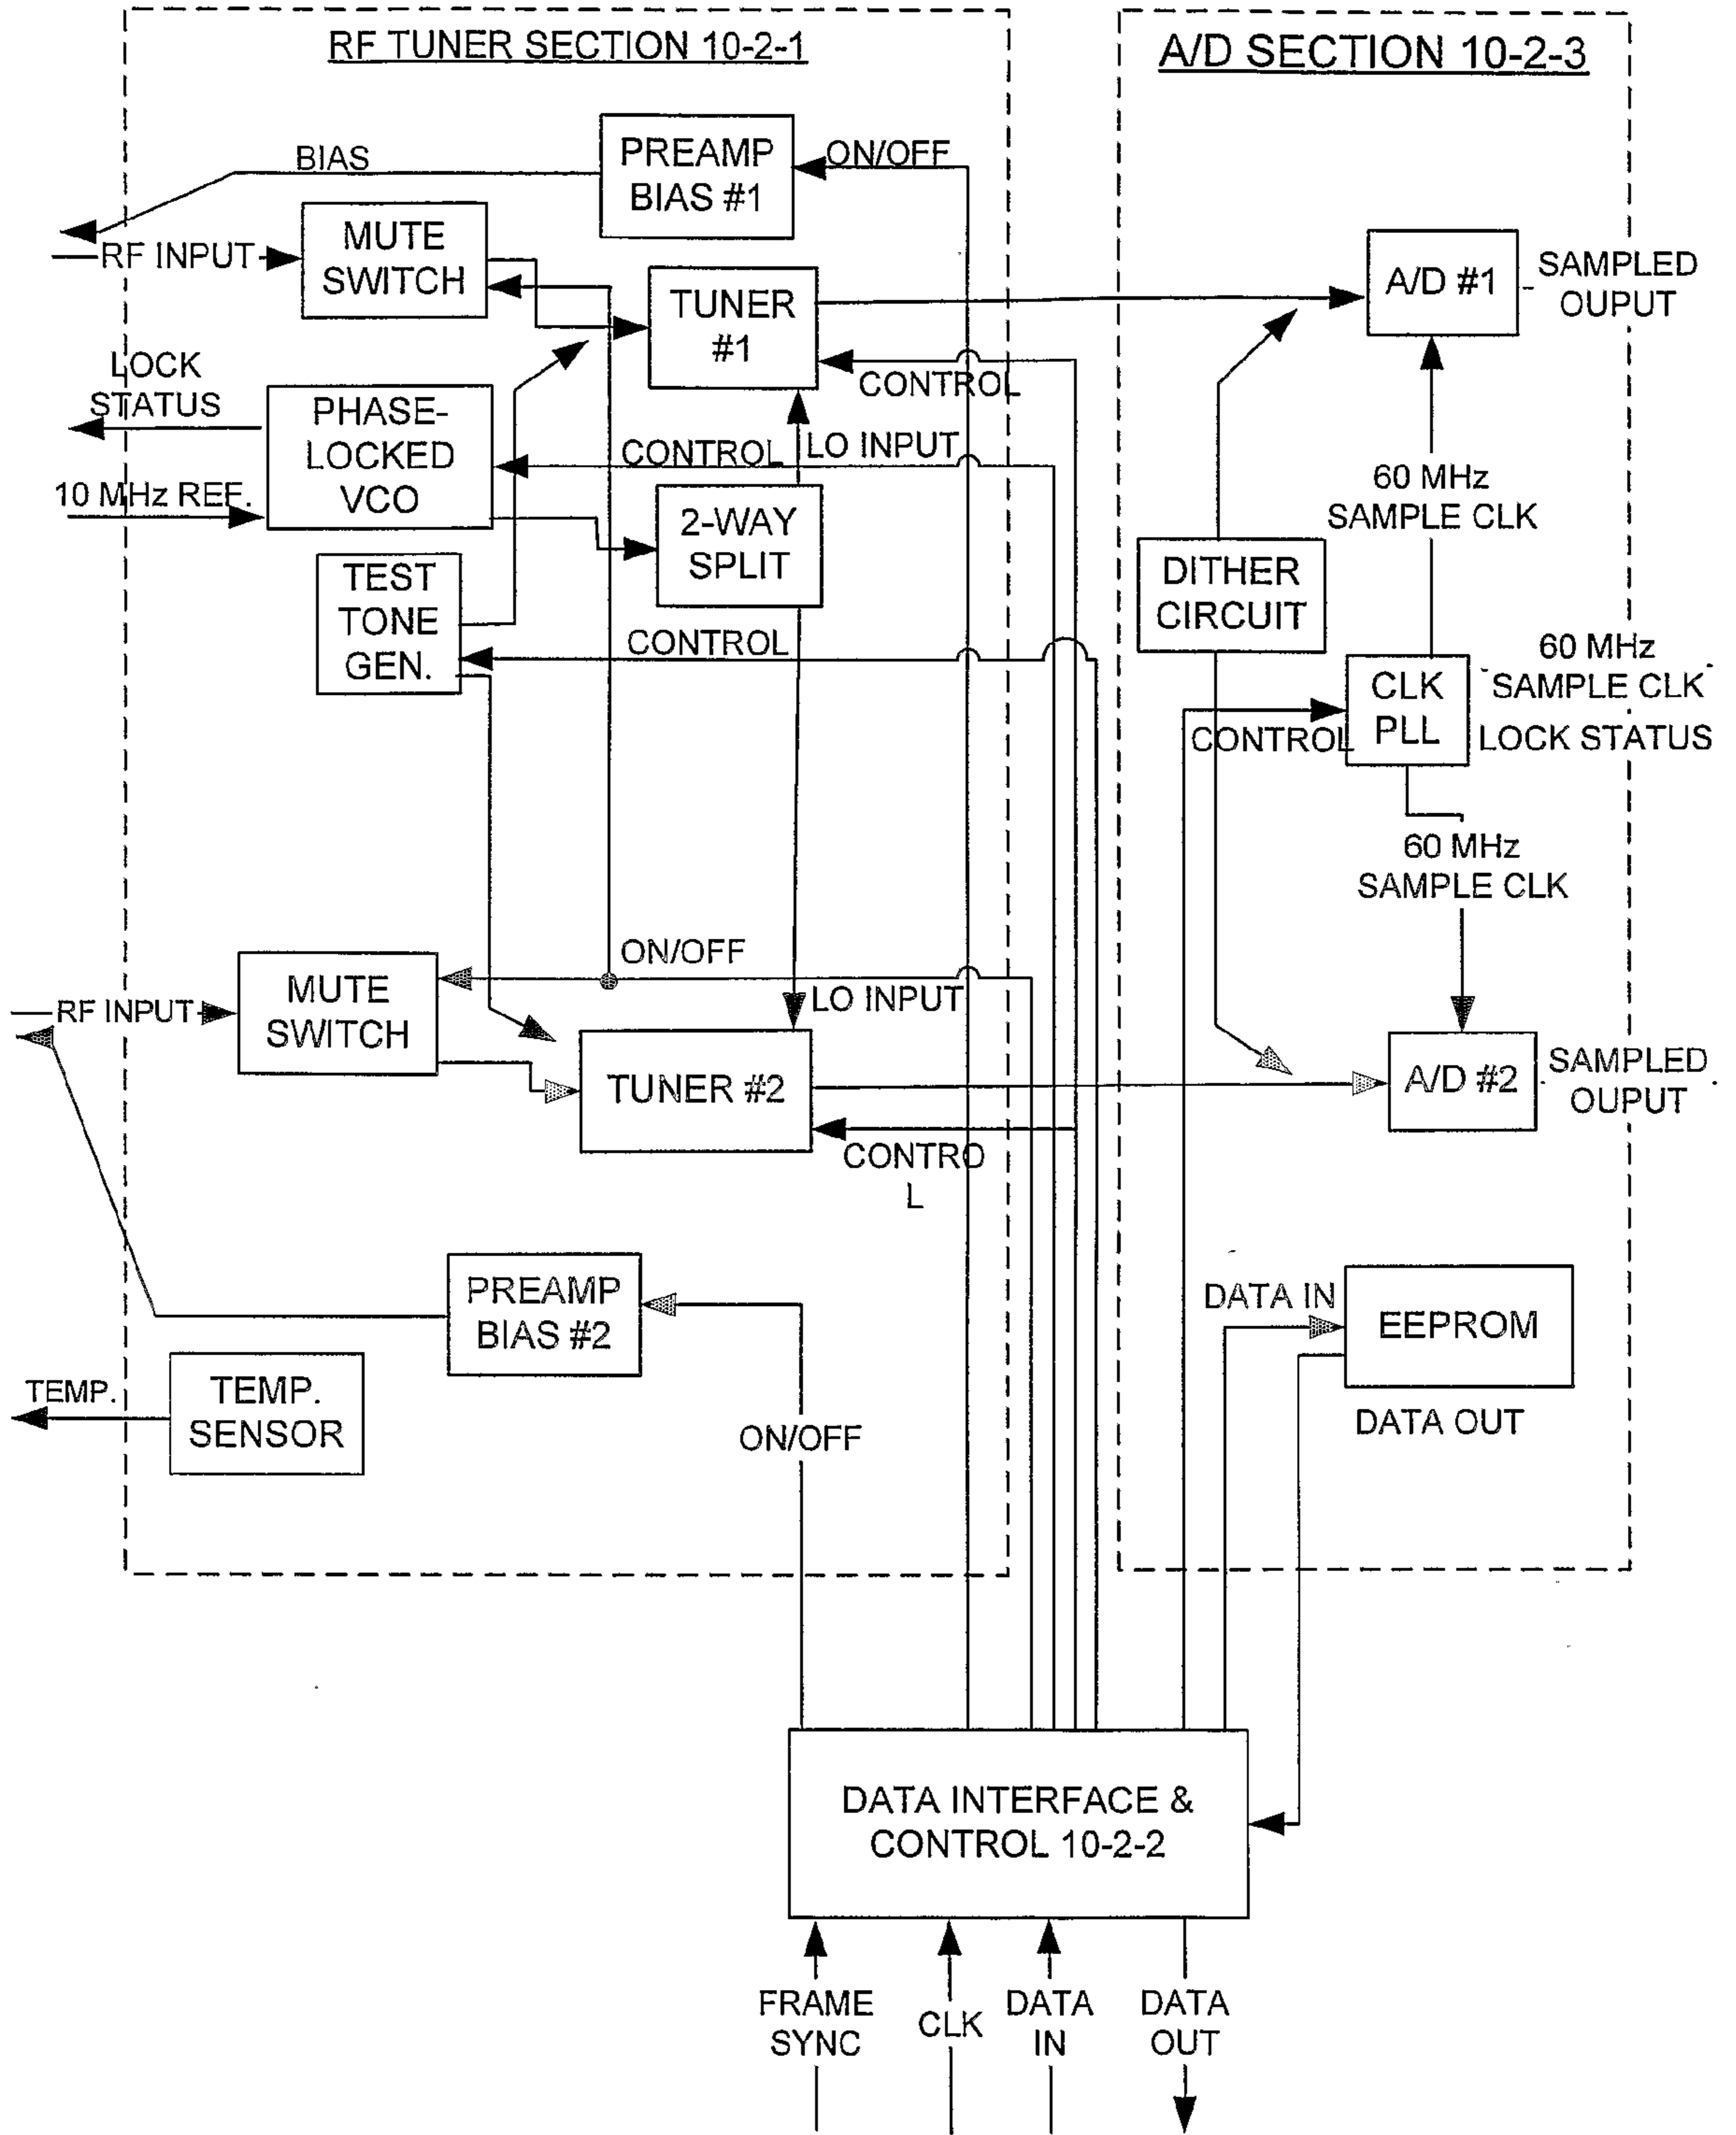 RF TUNER SECTION 10-2-1
A/D SECTION 10-2-3
PREAMP
BIAS #1
BIAS
ON/OFF
RF INPUT
MUTE
SWITCH
TUNER
#1
A/D #1
SAMPLED
OUPUT
LOCK
STATUS
PHASE-
LOCKED
VCO
CONTROL
CONTROL
LO INPUT
10 MHz REF.
2-WAY
SPLIT
60 MHz
SAMPLE CLK
TEST
TONE
GEN.
CONTROL
DITHER
CIRCUIT
CLK
PLL
60 MHz
SAMPLE CLK
LOCK STATUS
CONTROL
60 MHz
SAMPLE CLK
ON/OFF
MUTE
SWITCH
RF INPUT
LO INPUT
TUNER #2
A/D #2
SAMPLED
OUPUT
CONTRO
L
PREAMP
BIAS #2
DATA IN
EEPROM
DATA OUT
TEMP.
TEMP.
SENSOR
ON/OFF
DATA INTERFACE &
CONTROL 10-2-2
FRAME
SYNC
CLK
DATA
IN
DATA
OUT